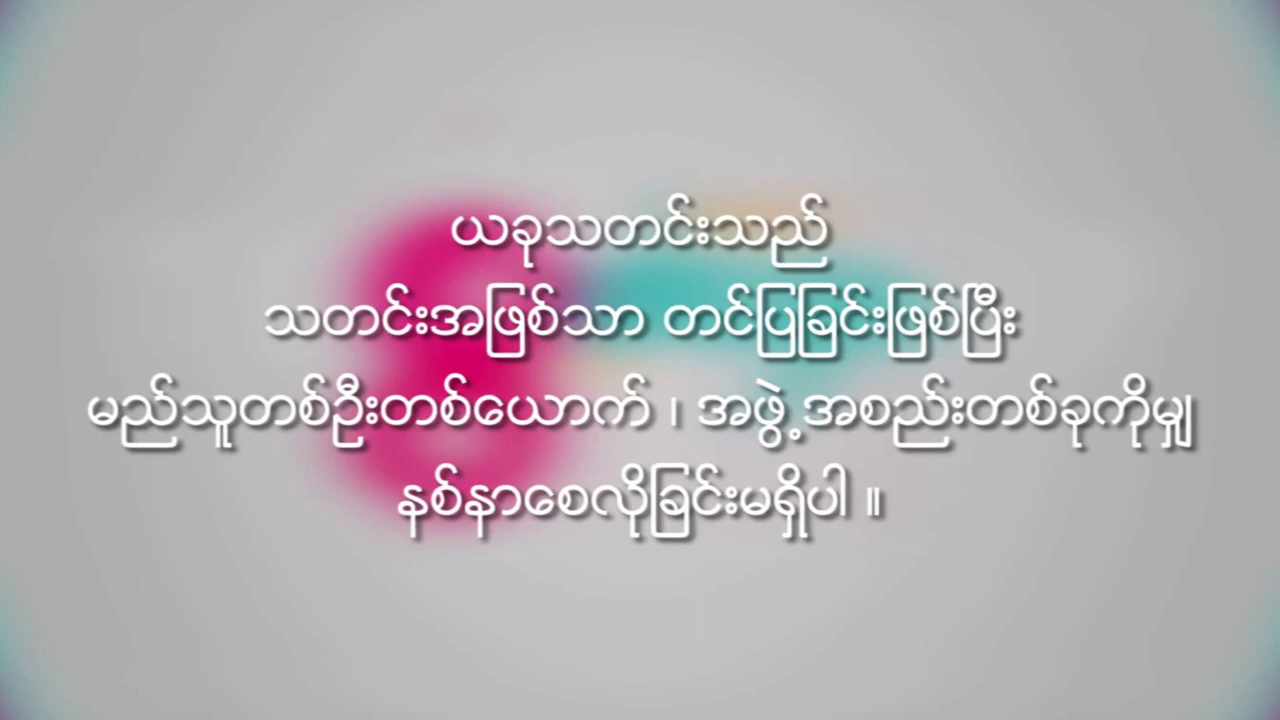 ယခုသတင်းသည်
သတင်းအဖြစ်သာ တင်ပြခြင်းဖြစ်ပြီး
မည်သူတစ်ဦးတစ်ယောက် ၊ အဖွဲ့အစည်းတစ်ခုကိုမျှ
နစ်နာစေလိုခြင်းမရှိပါ ။